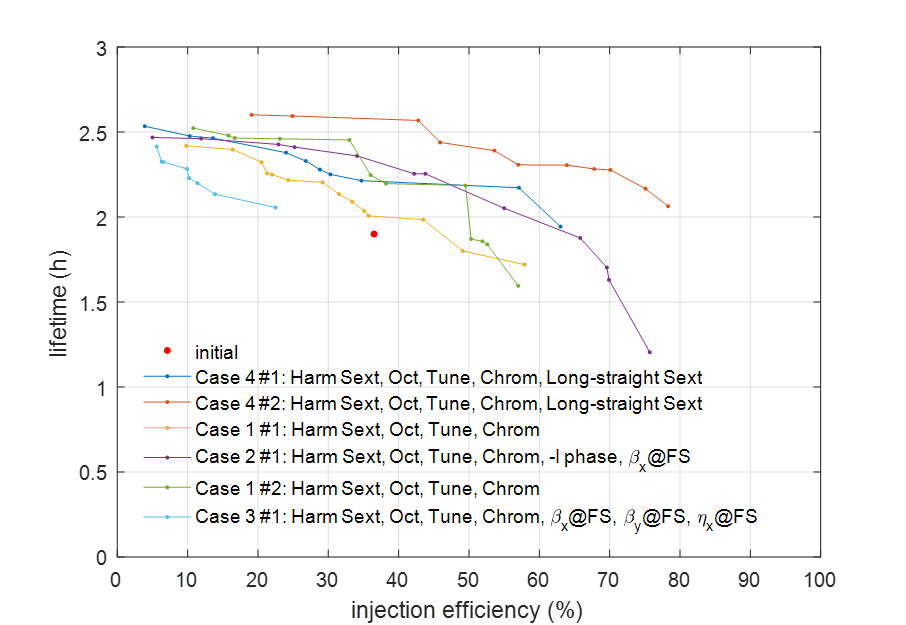 3
2.5
2
1.5
1
0.5
0
lifetime (h)
initial
Case 4 #1: Harm Sext, Oct, Tune, Chrom, Long-straight Sext
Case 4 #2: Harm Sext, Oct, Tune, Chrom, Long-straight Sext
Case 1 #1: Harm Sext, Oct, Tune, Chrom
Case 2 #1: Harm Sext, Oct, Tune, Chrom, -I phase, βx@FS
Case 1 #2: Harm Sext, Oct, Tune, Chrom
Case 3 #1: Harm Sext, Oct, Tune, Chrom, βx@FS, βy@FS, ηx@FS
0 10 20 30 40 50 60 70 80 90 100
injection efficiency (%)